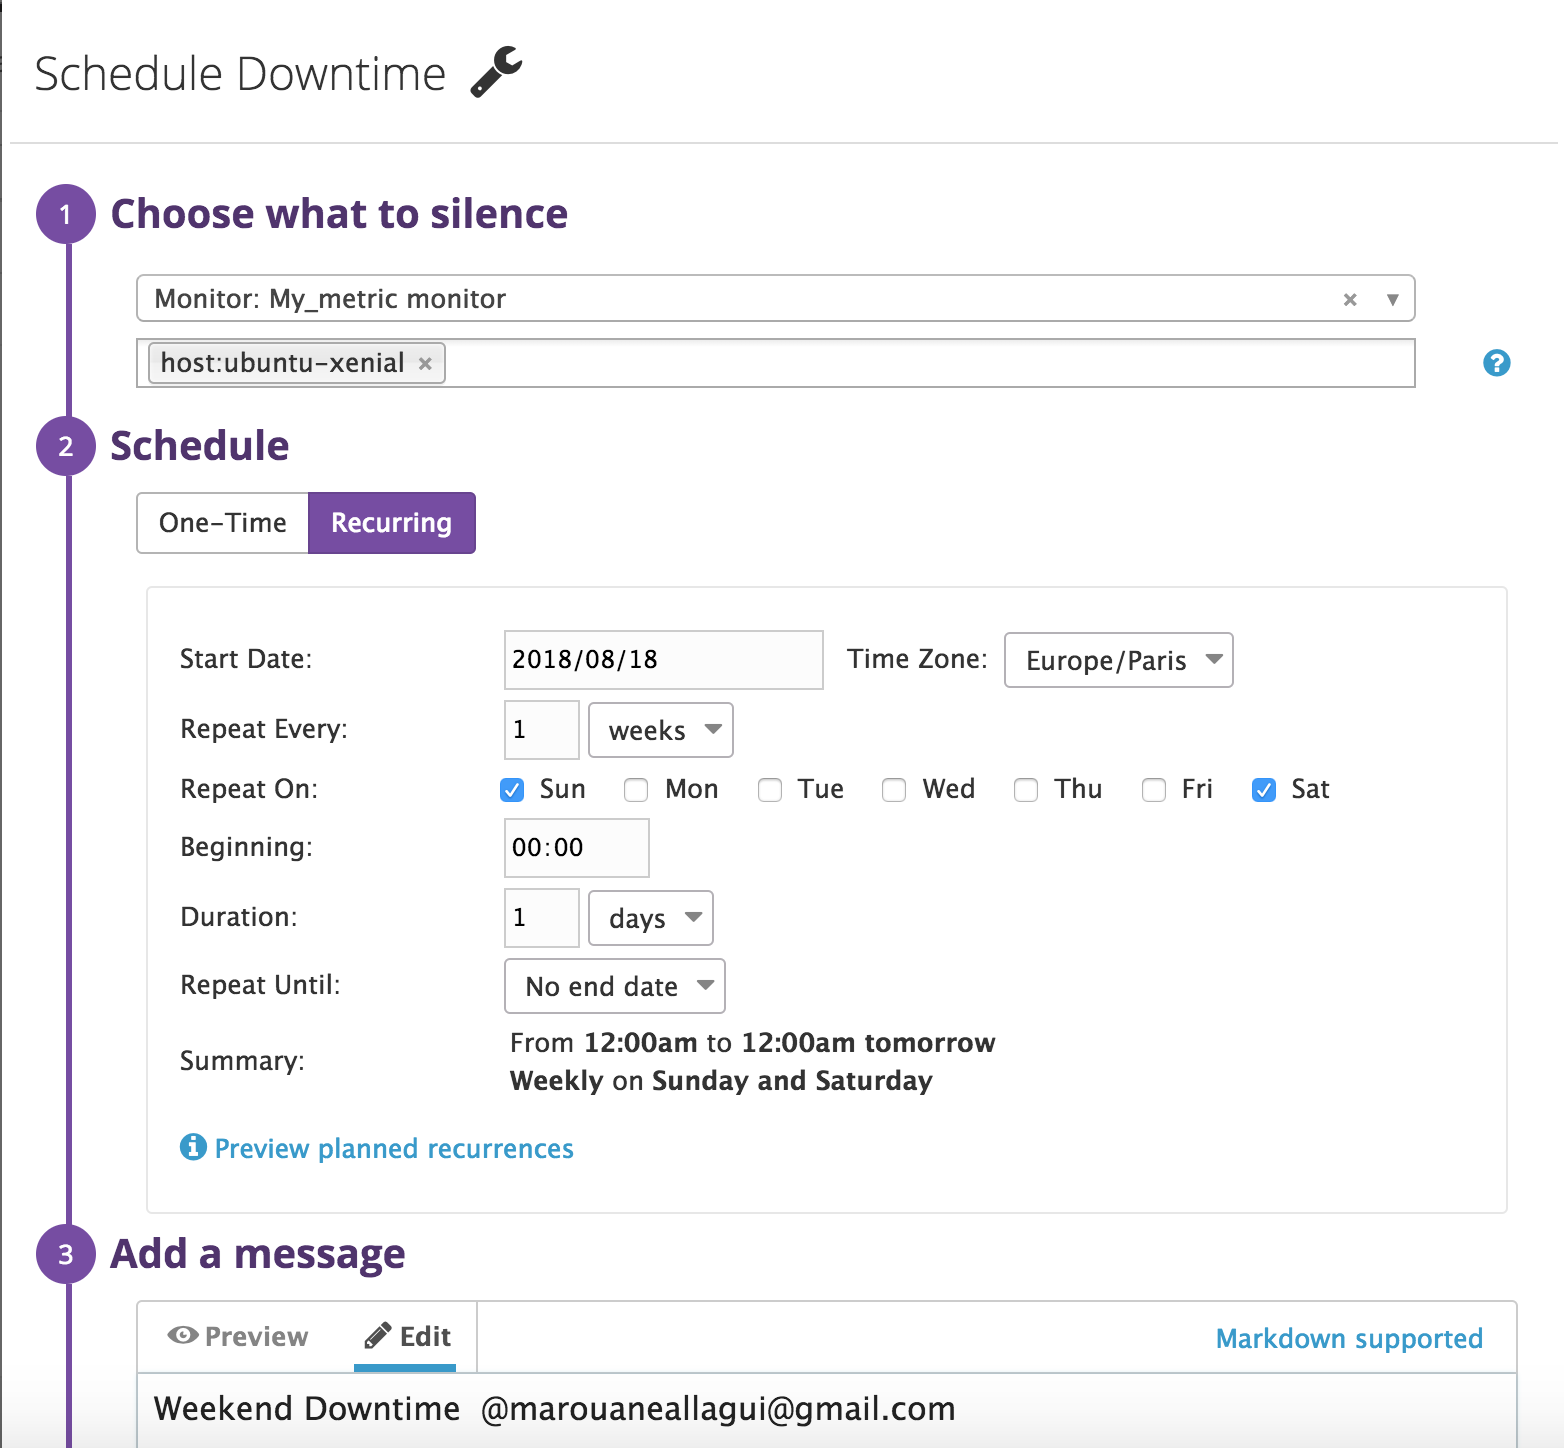 Schedule Downtime
1 Choose what to silence
Monitor: My_metric monitor × ▼
host:ubuntu-xenial × ?
2 Schedule
One-Time Recurring
Start Date: 2018/08/18 Time Zone: Europe/Paris
Repeat Every: 1 weeks
Repeat On: Sun Mon Tue Wed Thu Fri Sat
Beginning: 00:00
Duration: 1 days
Repeat Until: No end date
Summary: From 12:00am to 12:00am tomorrow
Weekly on Sunday and Saturday
Preview planned recurrences
3 Add a message
Preview Edit Markdown supported
Weekend Downtime @marouaneallagui@gmail.com